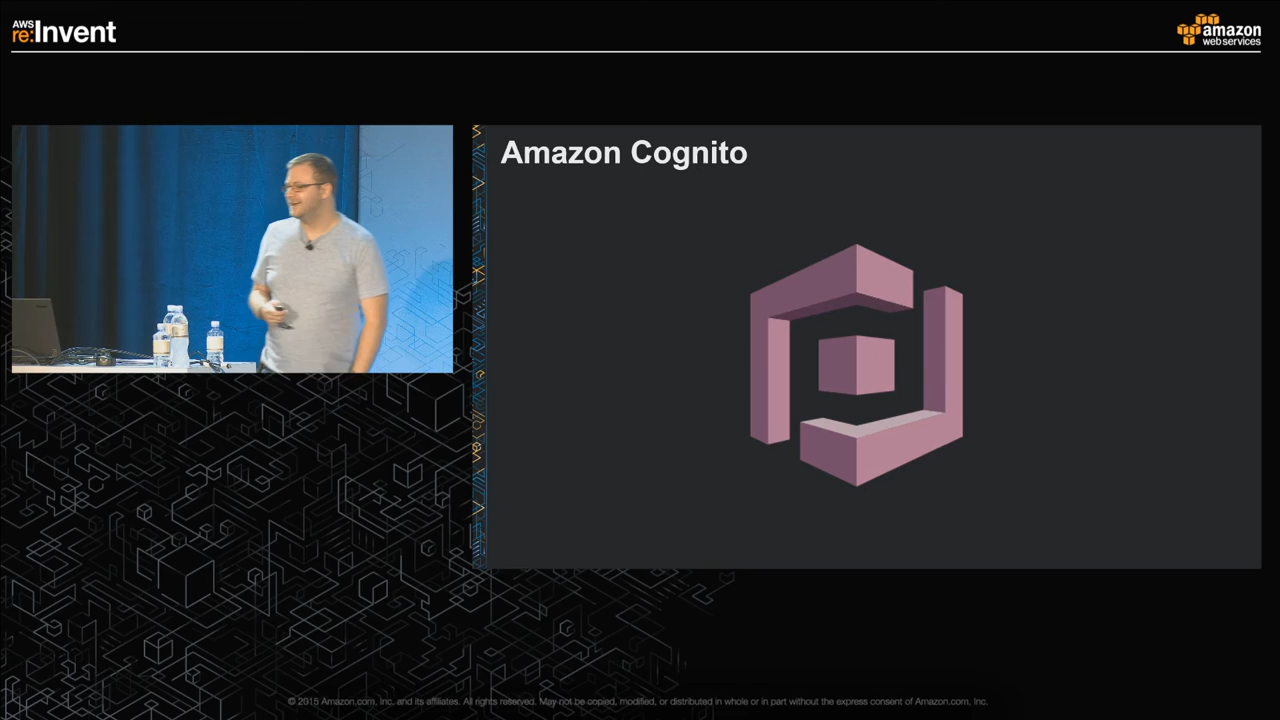 AWS
re:Invent
amazon
web services
Amazon Cognito
© 2015 Amazon.com, Inc. and its affiliates. All rights reserved. May not be copied, modified, or distributed in whole or in part without the express consent of Amazon.com, Inc.